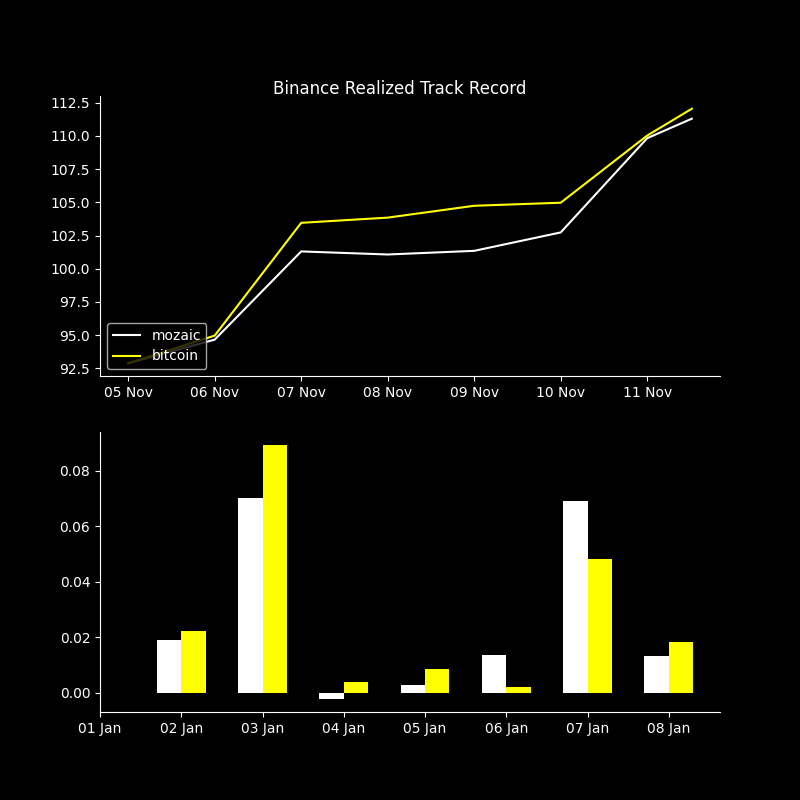 Binance Realized Track Record
112.5
110.0
107.5
105.0
102.5
100.0
97.5
95.0
92.5
mozaic
bitcoin
05 Nov 06 Nov 07 Nov 08 Nov 09 Nov 10 Nov 11 Nov
0.08
0.06
0.04
0.02
0.00
01 Jan 02 Jan 03 Jan 04 Jan 05 Jan 06 Jan 07 Jan 08 Jan